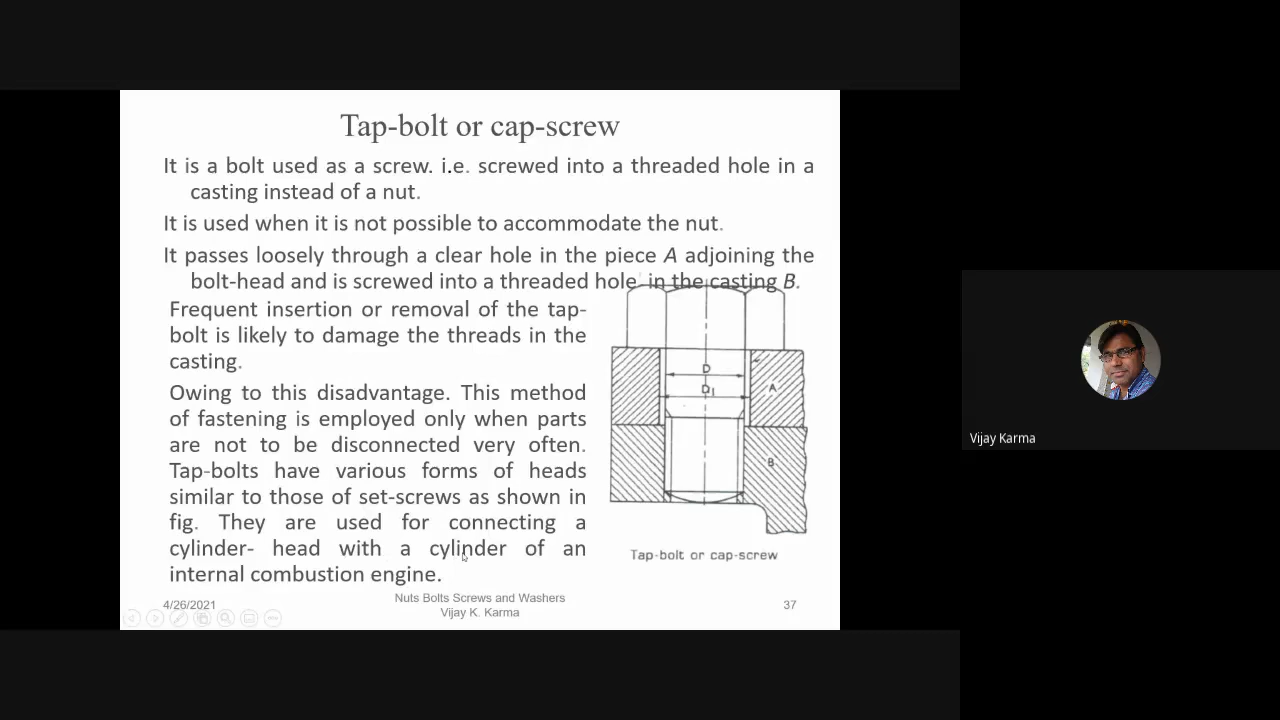 Tap-bolt or cap-screw
It is a bolt used as a screw. i.e. screwed into a threaded hole in a
casting instead of a nut.
It is used when it is not possible to accommodate the nut.
It passes loosely through a clear hole in the piece A adjoining the
bolt-head and is screwed into a threaded hole in the casting B.
Frequent insertion or removal of the tap-
bolt is likely to damage the threads in the
casting.
Owing to this disadvantage. This method
of fastening is employed only when parts
are not to be disconnected very often.
Tap-bolts have various forms of heads
similar to those of set-screws as shown in
fig. They are used for connecting a
cylinder- head with a cylinder of an
internal combustion engine.
D
D1
A
B
Tap-bolt or cap-screw
4/26/2021
Nuts Bolts Screws and Washers
Vijay K. Karma
37
Vijay Karma